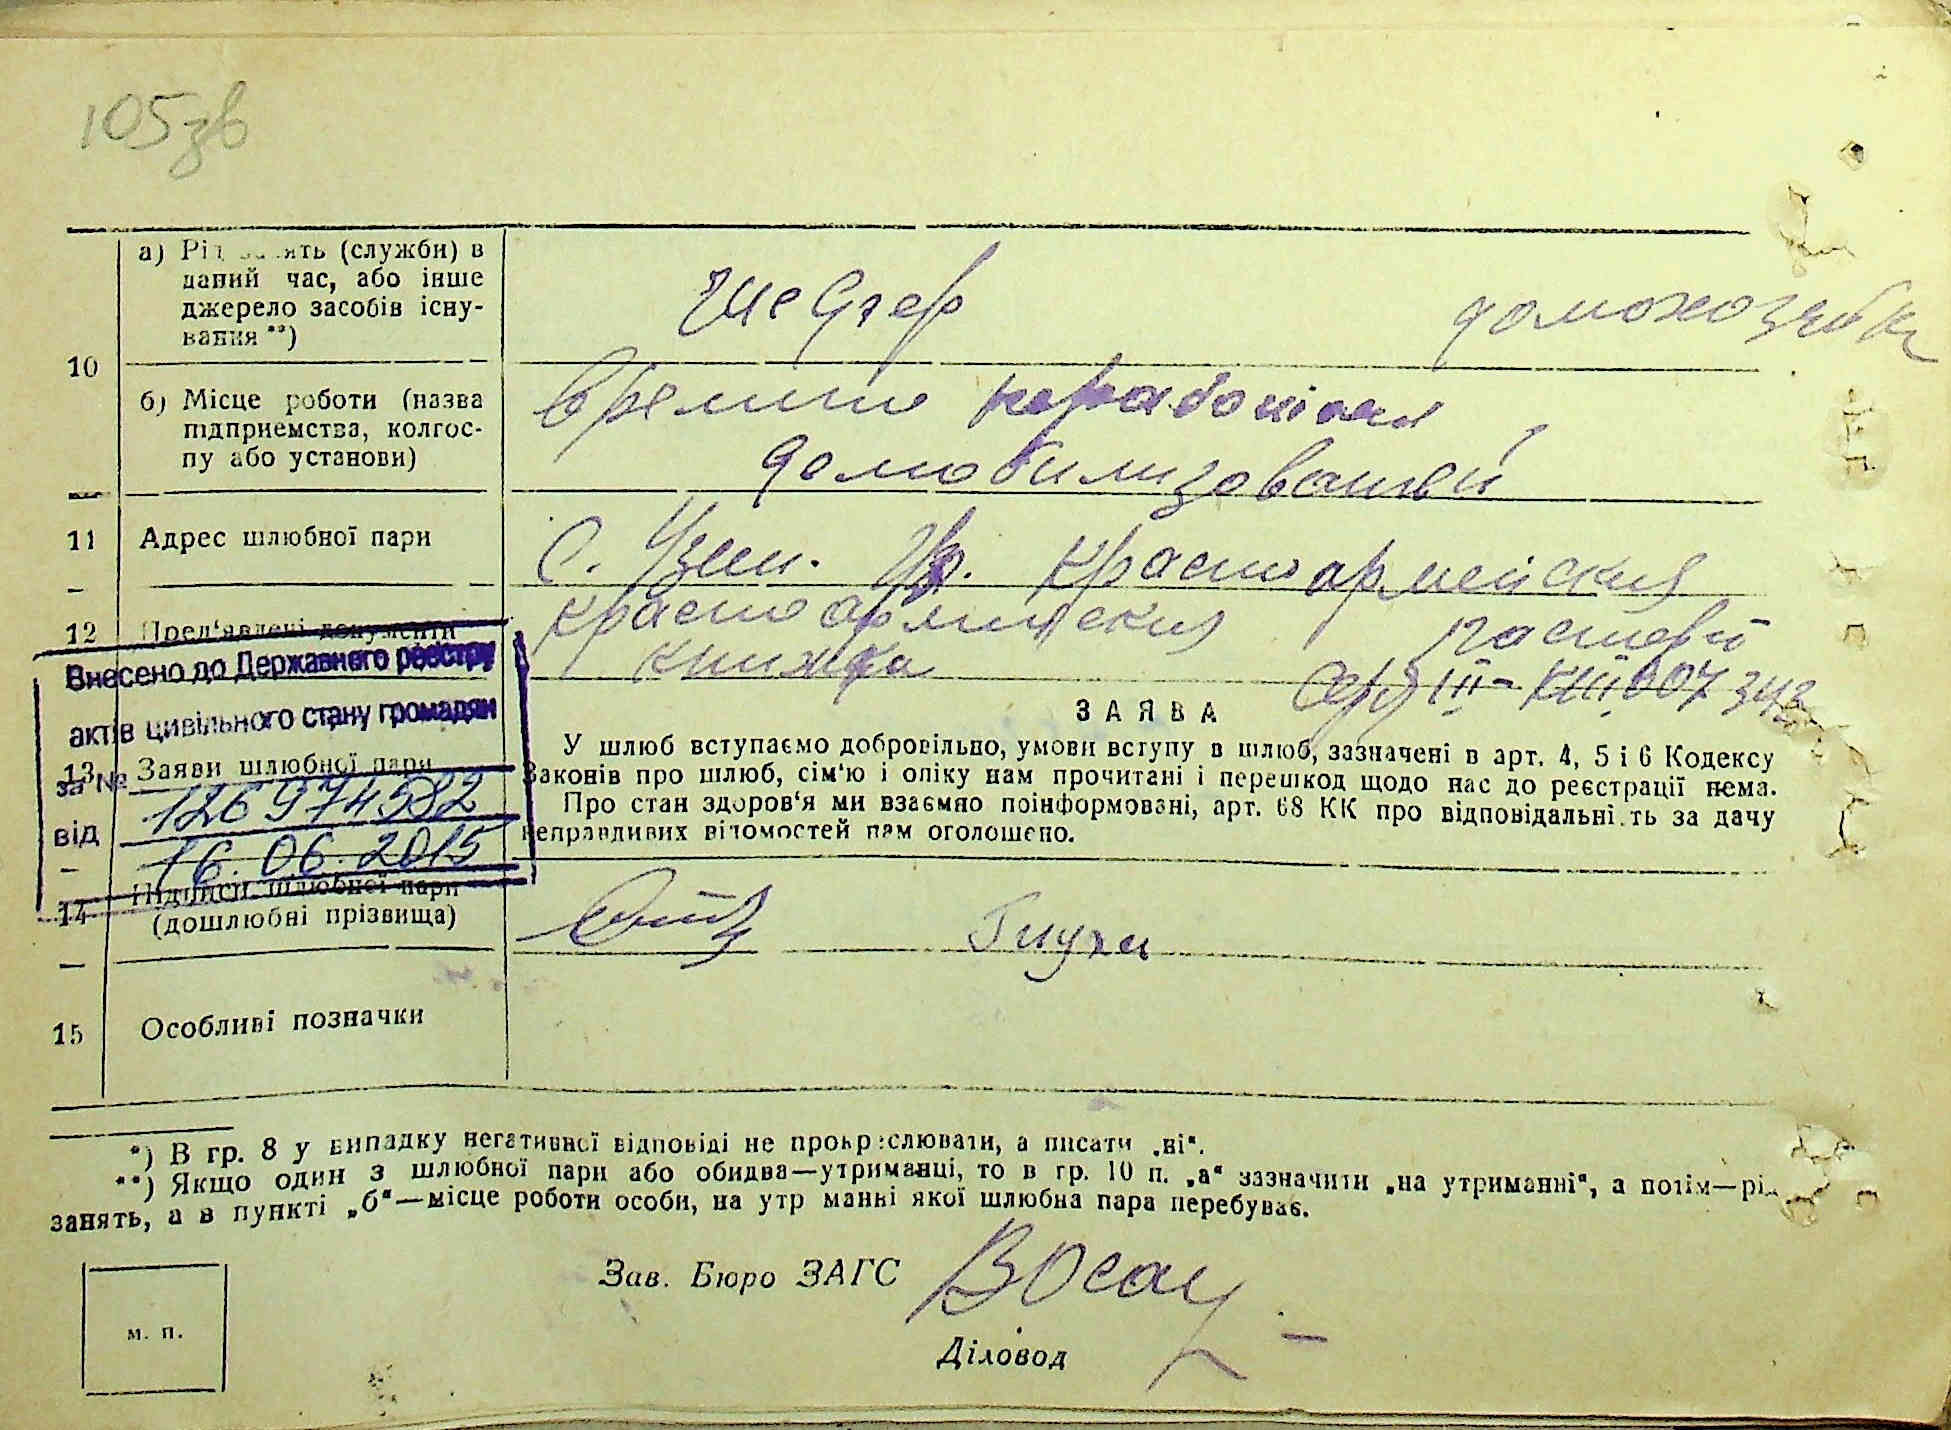 105зв
а) Рід занять (служби) в
даний час, або інше
джерело засобів існу-
вання **)
Шофер
домохозяйка
10
б) Місце роботи (назва
підприємства, колгос-
пу або установи)
времено
демобилизованый
11 Адрес шлюбної пари
С. Узин. Красноармейская
12 Пред'явлені документи
Красноармейская
книжка
паспорт
Внесено до Державного реєстру
актів цивільного стану громадян
за № 126974582
від 16.06.2015
13 Заяви шлюбної пари
ЗАЯВА
У шлюб вступаємо добровільно, умови вступу в шлюб, зазначені в арт. 4, 5 і 6 Кодексу
Законів про шлюб, сім'ю і опіку нам прочитані і перешкод щодо нас до реєстрації нема.
Про стан здоров'я ми взаємно поінформовані, арт. 68 КК про відповідальність за дачу
неправдивих відомостей нам оголошено.
14 Підписи шлюбної пари
(дошлюбні прізвища)
15 Особливі позначки
*) В гр. 8 у випадку негативної відповіді не прокреслювати, а писати „ні".
**) Якщо один з шлюбної пари або обидва—утриманці, то в гр. 10 п. „а" зазначити „на утриманні", а потім—рід
занять, а в пункті „б"—місце роботи особи, на утриманні якої шлюбна пара перебуває.
Зав. Бюро ЗАГС
Діловод
м. п.